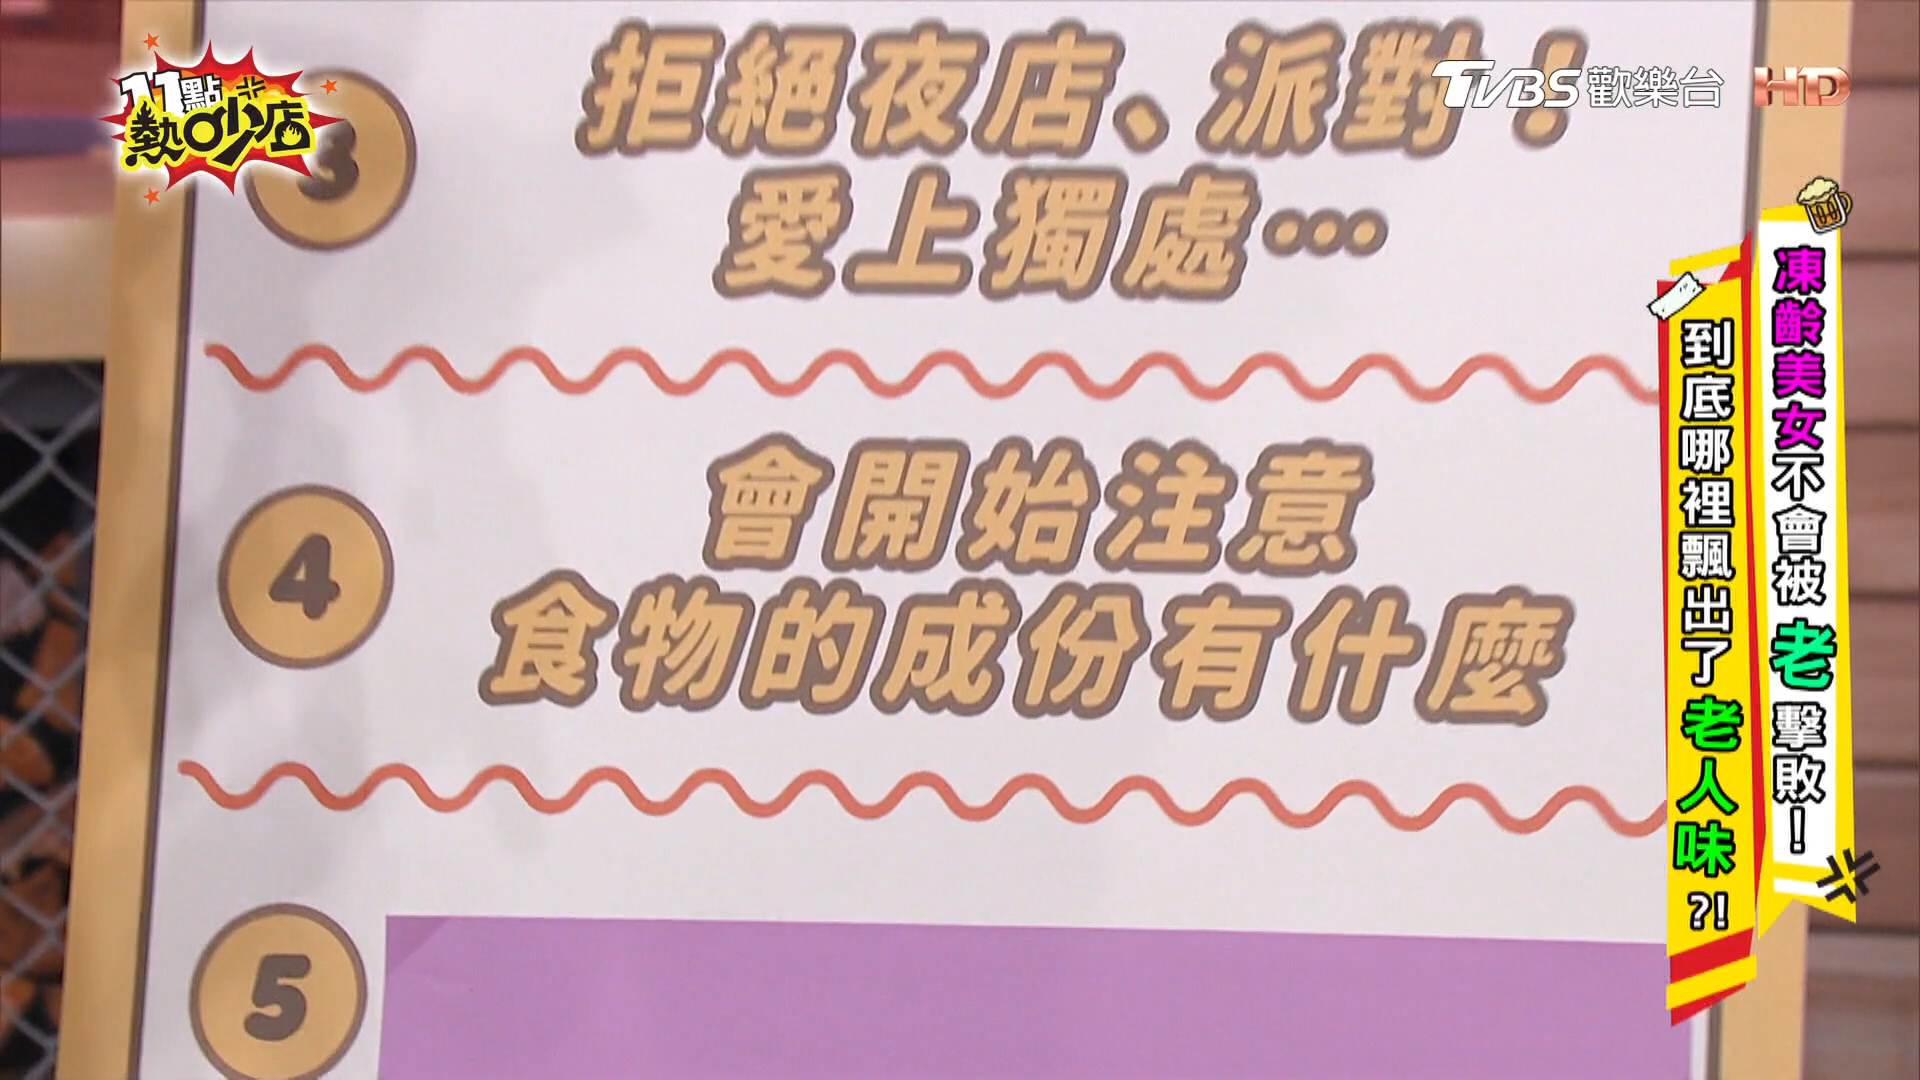 11點
熱吵店
TVBS歡樂台 HD
3
拒絕夜店、派對！
愛上獨處…
4
會開始注意
食物的成份有什麼
5
凍齡美女不會被老擊敗！
到底哪裡飄出了老人味?!